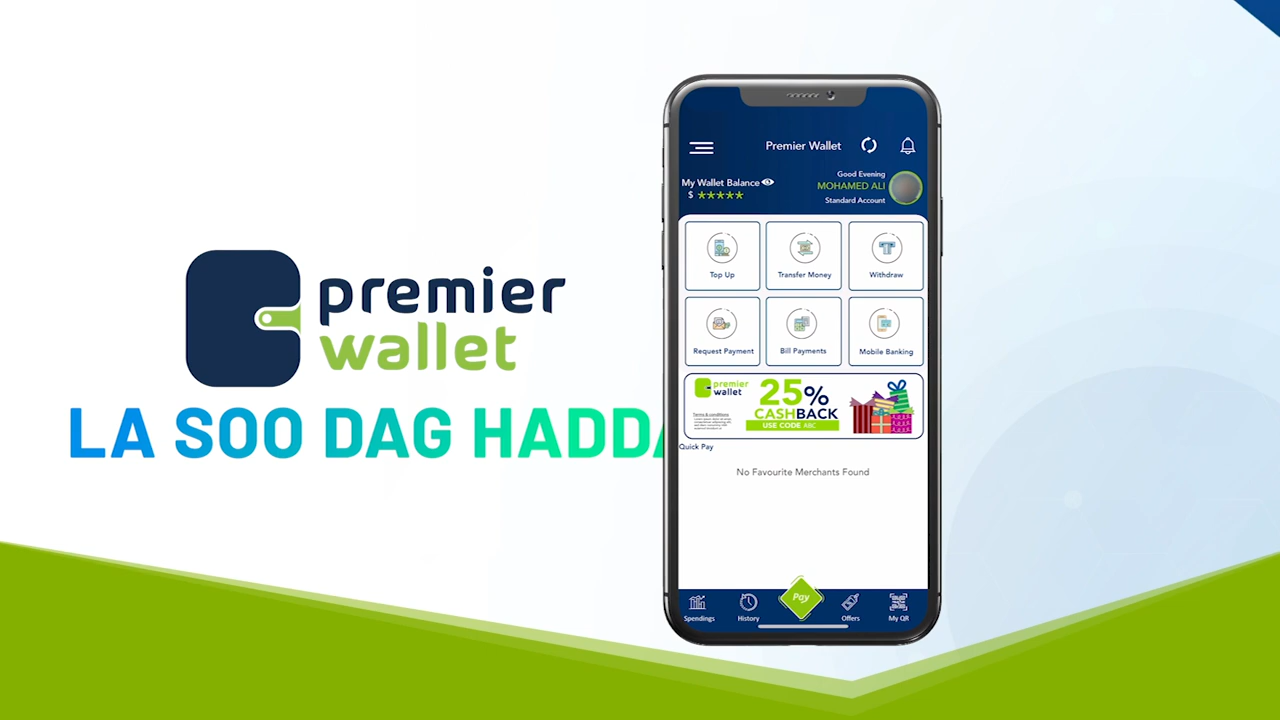 premier
wallet
LA SOO DAG HADDA
Premier Wallet
My Wallet Balance
$ *****
Good Evening
MOHAMED ALI
Standard Account
Top Up
Transfer Money
Withdraw
Request Payment
Bill Payments
Mobile Banking
premier
wallet
Terms & conditions
25%
CASHBACK
USE CODE ABC
Quick Pay
No Favourite Merchants Found
Pay
Spendings
History
Offers
My QR